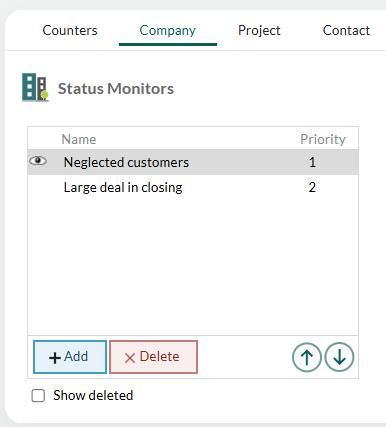 Counters Company Project Contact
Status Monitors
Name Priority
Neglected customers 1
Large deal in closing 2
Add Delete
Show deleted